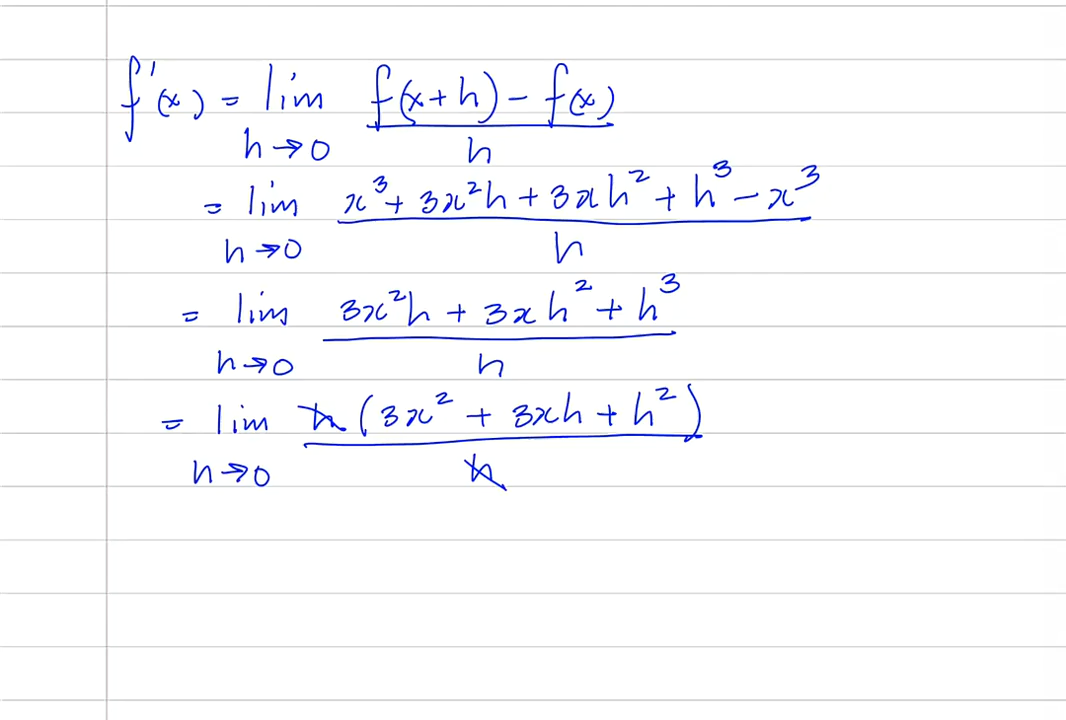 f'(x) = lim f(x+h) - f(x)
h→0 h
= lim x³ + 3x²h + 3xh² + h³ - x³
h→0 h
= lim 3x²h + 3xh² + h³
h→0 h
= lim h(3x² + 3xh + h²)
h→0 h